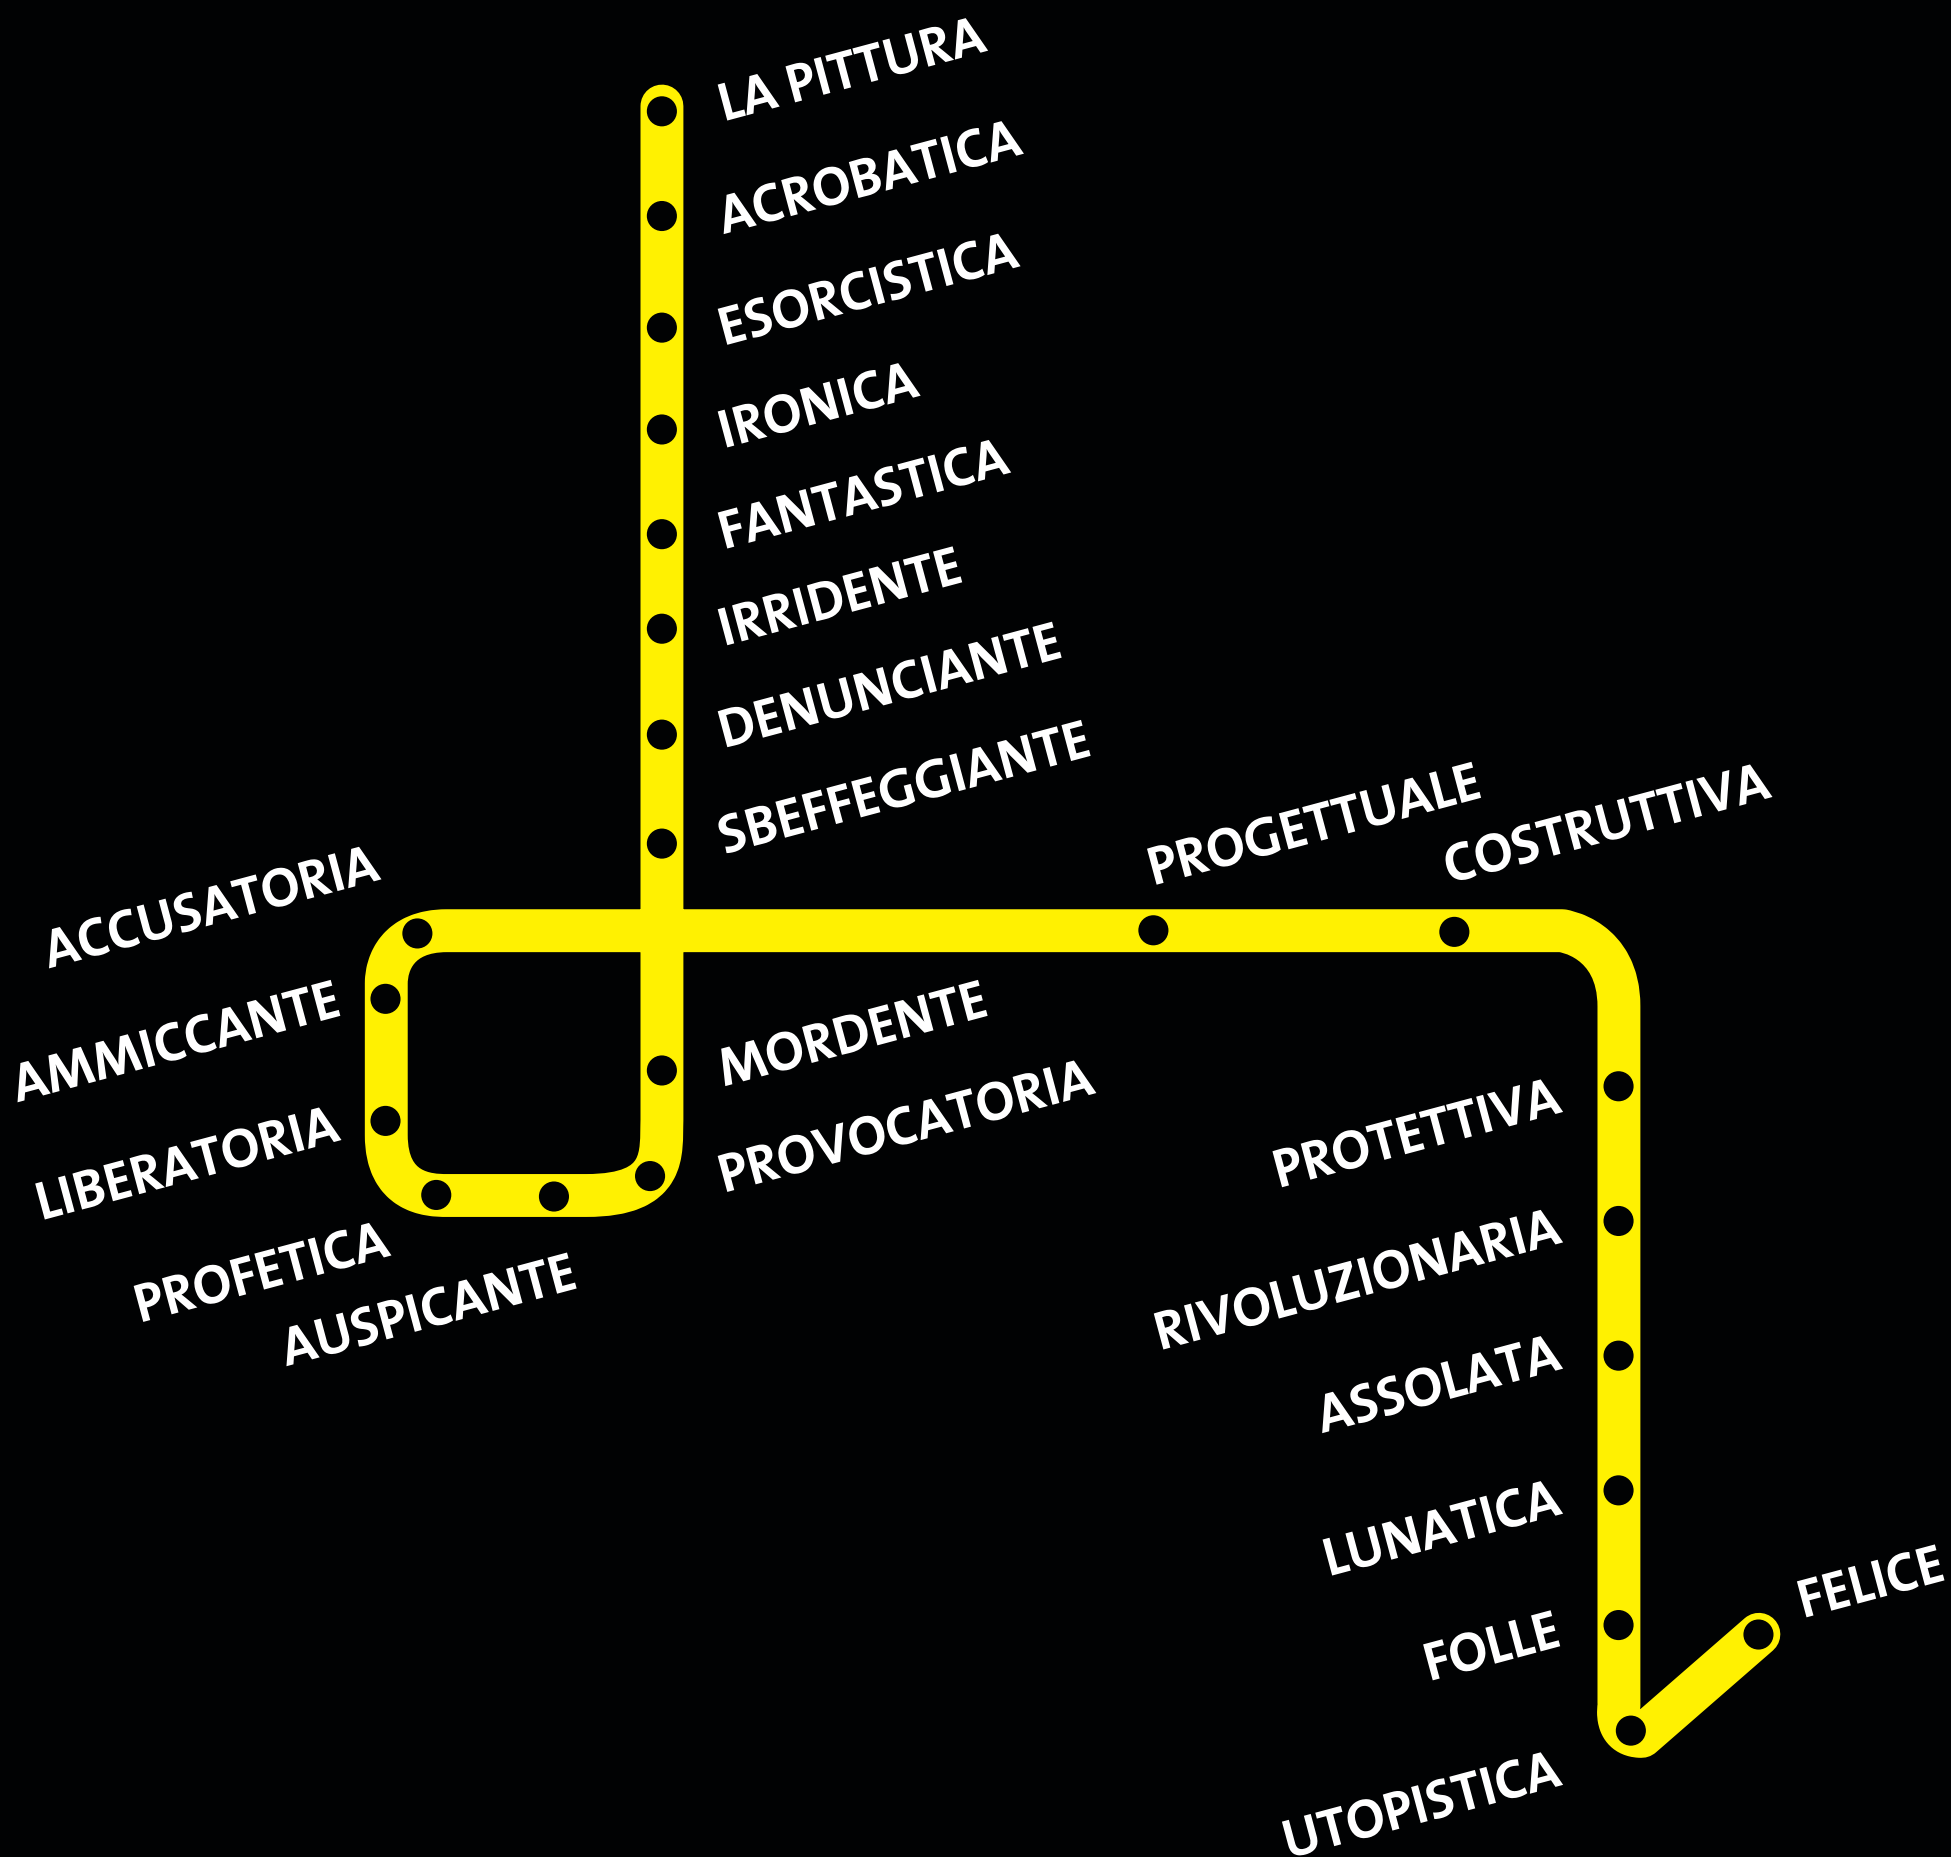 LA PITTURA
ACROBATICA
ESORCISTICA
IRONICA
FANTASTICA
IRRIDENTE
DENUNCIANTE
SBEFFEGGIANTE
MORDENTE
PROVOCATORIA
AUSPICANTE
PROFETICA
LIBERATORIA
AMMICCANTE
ACCUSATORIA
PROGETTUALE
COSTRUTTIVA
PROTETTIVA
RIVOLUZIONARIA
ASSOLATA
LUNATICA
FOLLE
UTOPISTICA
FELICE